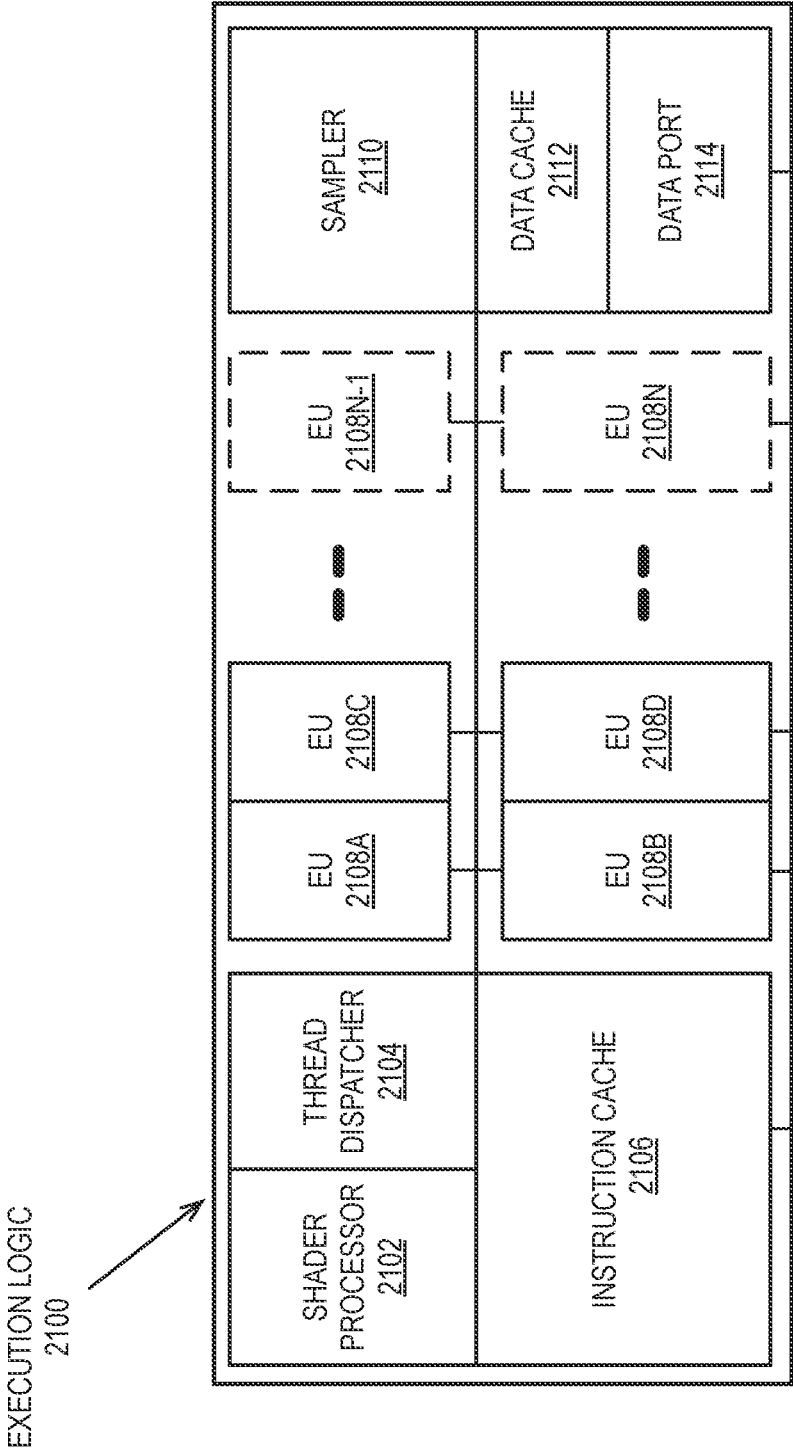 EXECUTION LOGIC
2100
SHADER
PROCESSOR
2102
THREAD
DISPATCHER
2104
INSTRUCTION CACHE
2106
EU
2108A
EU
2108C
EU
2108B
EU
2108D
EU
2108N-1
EU
2108N
SAMPLER
2110
DATA CACHE
2112
DATA PORT
2114